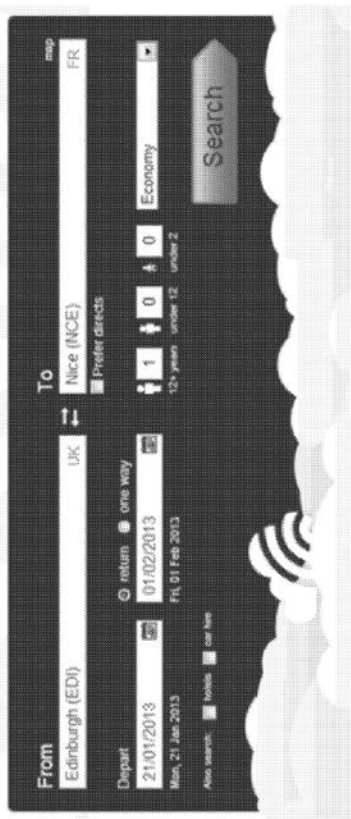 From
Edinburgh (EDI) UK
To map
Nice (NCE) FR
Prefer directs
Depart
return one way
21/01/2013
01/02/2013
1 0 0
Economy
Mon, 21 Jan 2013
Fri, 01 Feb 2013
12+ years under 12 under 2
Also search: hotels car hire
Search